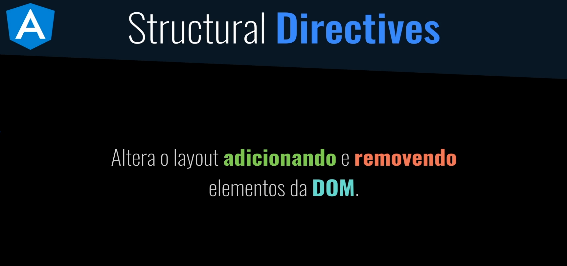 A
Structural Directives
Altera o layout adicionando e removendo
elementos da DOM.